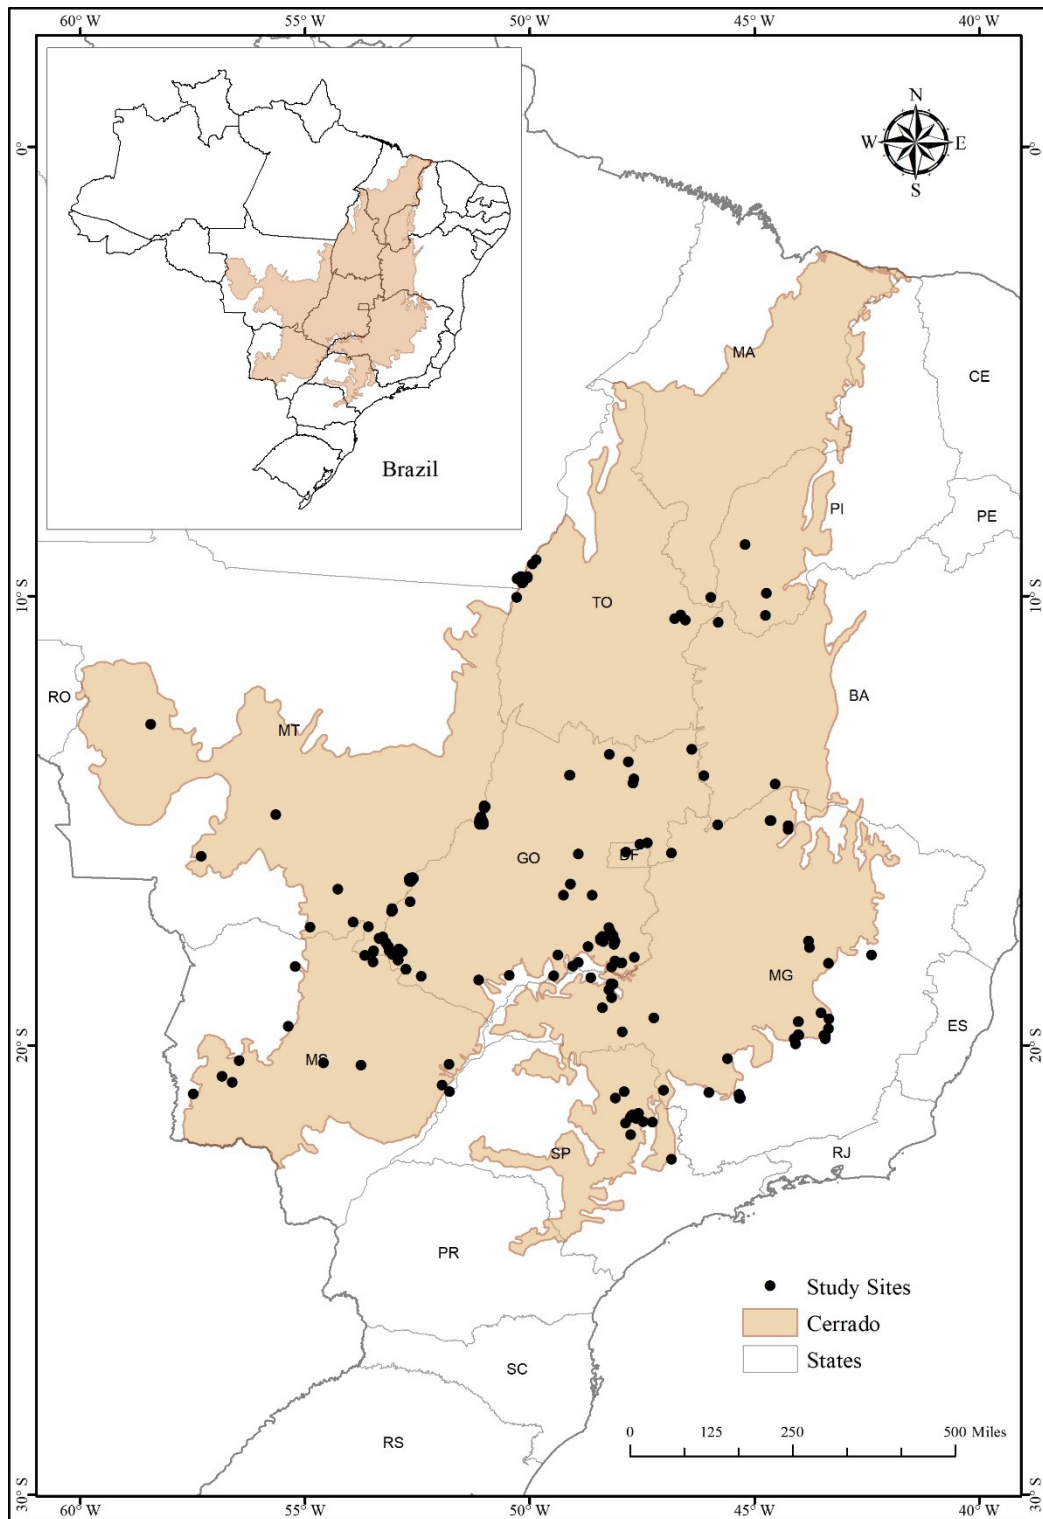 60° W 55° W 50° W 45° W 40° W
N
W E
S
0° 0°
MA
CE
Brazil
PI
PE
10° S 10° S
TO
RO
BA
MT
GO
DF
MG
ES
20° S 20° S
MS
SP
RJ
PR
Study Sites
Cerrado
States
SC
0 125 250 500 Miles
RS
30° S 30° S
60° W 55° W 50° W 45° W 40° W